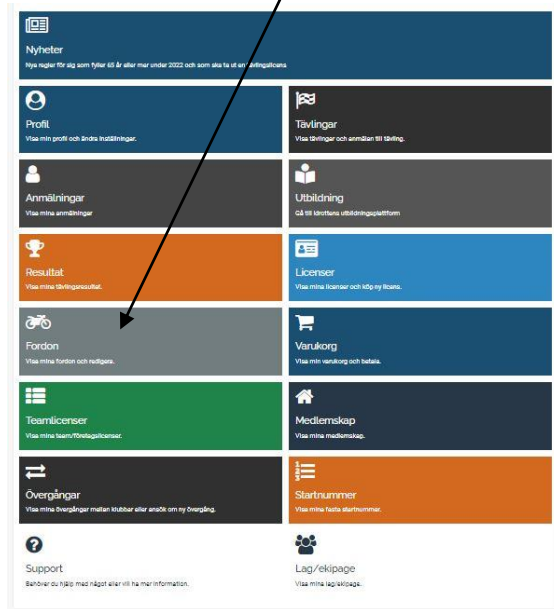 Nyheter
Nya regler för sig som fyller 65 år eller mer under 2022 och som ska ta ut en tävlingslicens
Profil
Visa min profil och ändra inställningar.
Tävlingar
Visa tävlingar och anmälan till tävling.
Anmälningar
Visa mina anmälningar
Utbildning
Gå till Idrottens utbildningsplattform
Resultat
Visa mina tävlingsresultat.
Licenser
Visa mina licenser och köp ny licens.
Fordon
Visa mina fordon och redigera.
Varukorg
Visa min varukorg och betala.
Teamlicenser
Visa mina team/företagslicenser.
Medlemskap
Visa mina medlemskap.
Övergångar
Visa mina övergångar mellan klubbar eller ansök om ny övergång.
Startnummer
Visa mina fasta startnummer.
Support
Behöver du hjälp med något eller vill ha mer information.
Lag/ekipage
Visa mina lag/ekipage.